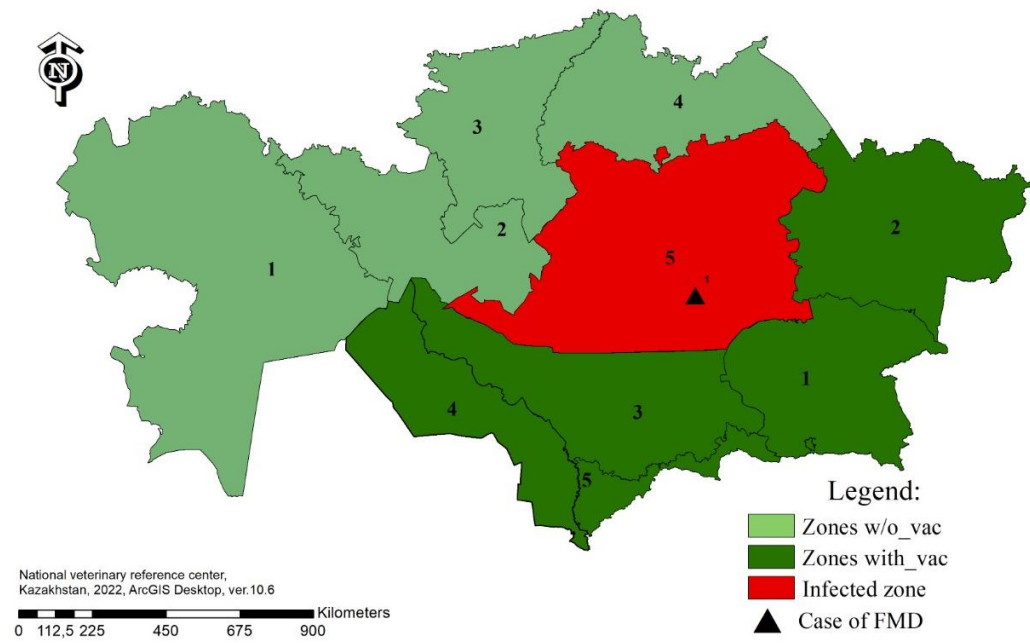 N
3
4
2
1
5
1
2
4
3
1
5
Legend:
Zones w/o_vac
Zones with_vac
Infected zone
Case of FMD
National veterinary reference center,
Kazakhstan, 2022, ArcGIS Desktop, ver.10.6
Kilometers
0 112,5 225 450 675 900